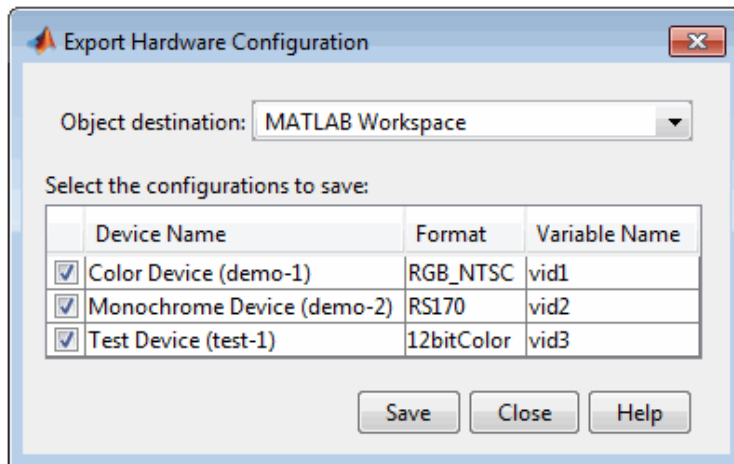 Export Hardware Configuration
Object destination: MATLAB Workspace
Select the configurations to save:
Device Name Format Variable Name
Color Device (demo-1) RGB_NTSC vid1
Monochrome Device (demo-2) RS170 vid2
Test Device (test-1) 12bitColor vid3
Save Close Help